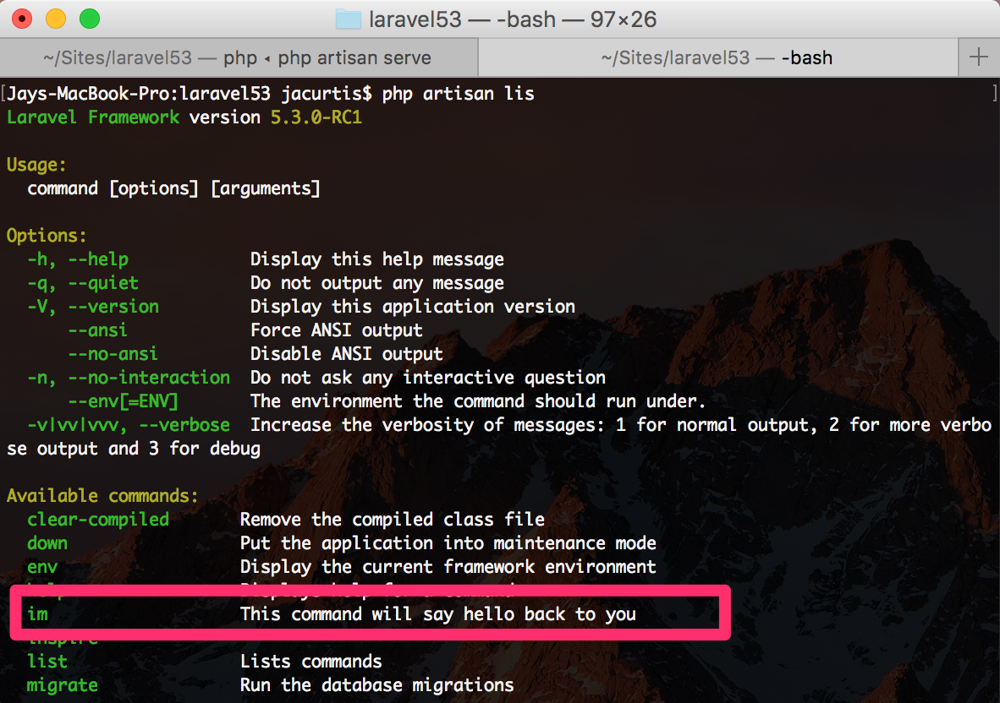 laravel53 — -bash — 97×26
~/Sites/laravel53 — php ◂ php artisan serve
~/Sites/laravel53 — -bash
[Jays-MacBook-Pro:laravel53 jacurtis$ php artisan lis ]
Laravel Framework version 5.3.0-RC1
Usage:
command [options] [arguments]
Options:
-h, --help Display this help message
-q, --quiet Do not output any message
-V, --version Display this application version
--ansi Force ANSI output
--no-ansi Disable ANSI output
-n, --no-interaction Do not ask any interactive question
--env[=ENV] The environment the command should run under.
-v|vv|vvv, --verbose Increase the verbosity of messages: 1 for normal output, 2 for more verbo
se output and 3 for debug
Available commands:
clear-compiled Remove the compiled class file
down Put the application into maintenance mode
env Display the current framework environment
help Displays help for a command
im This command will say hello back to you
inspire
list Lists commands
migrate Run the database migrations